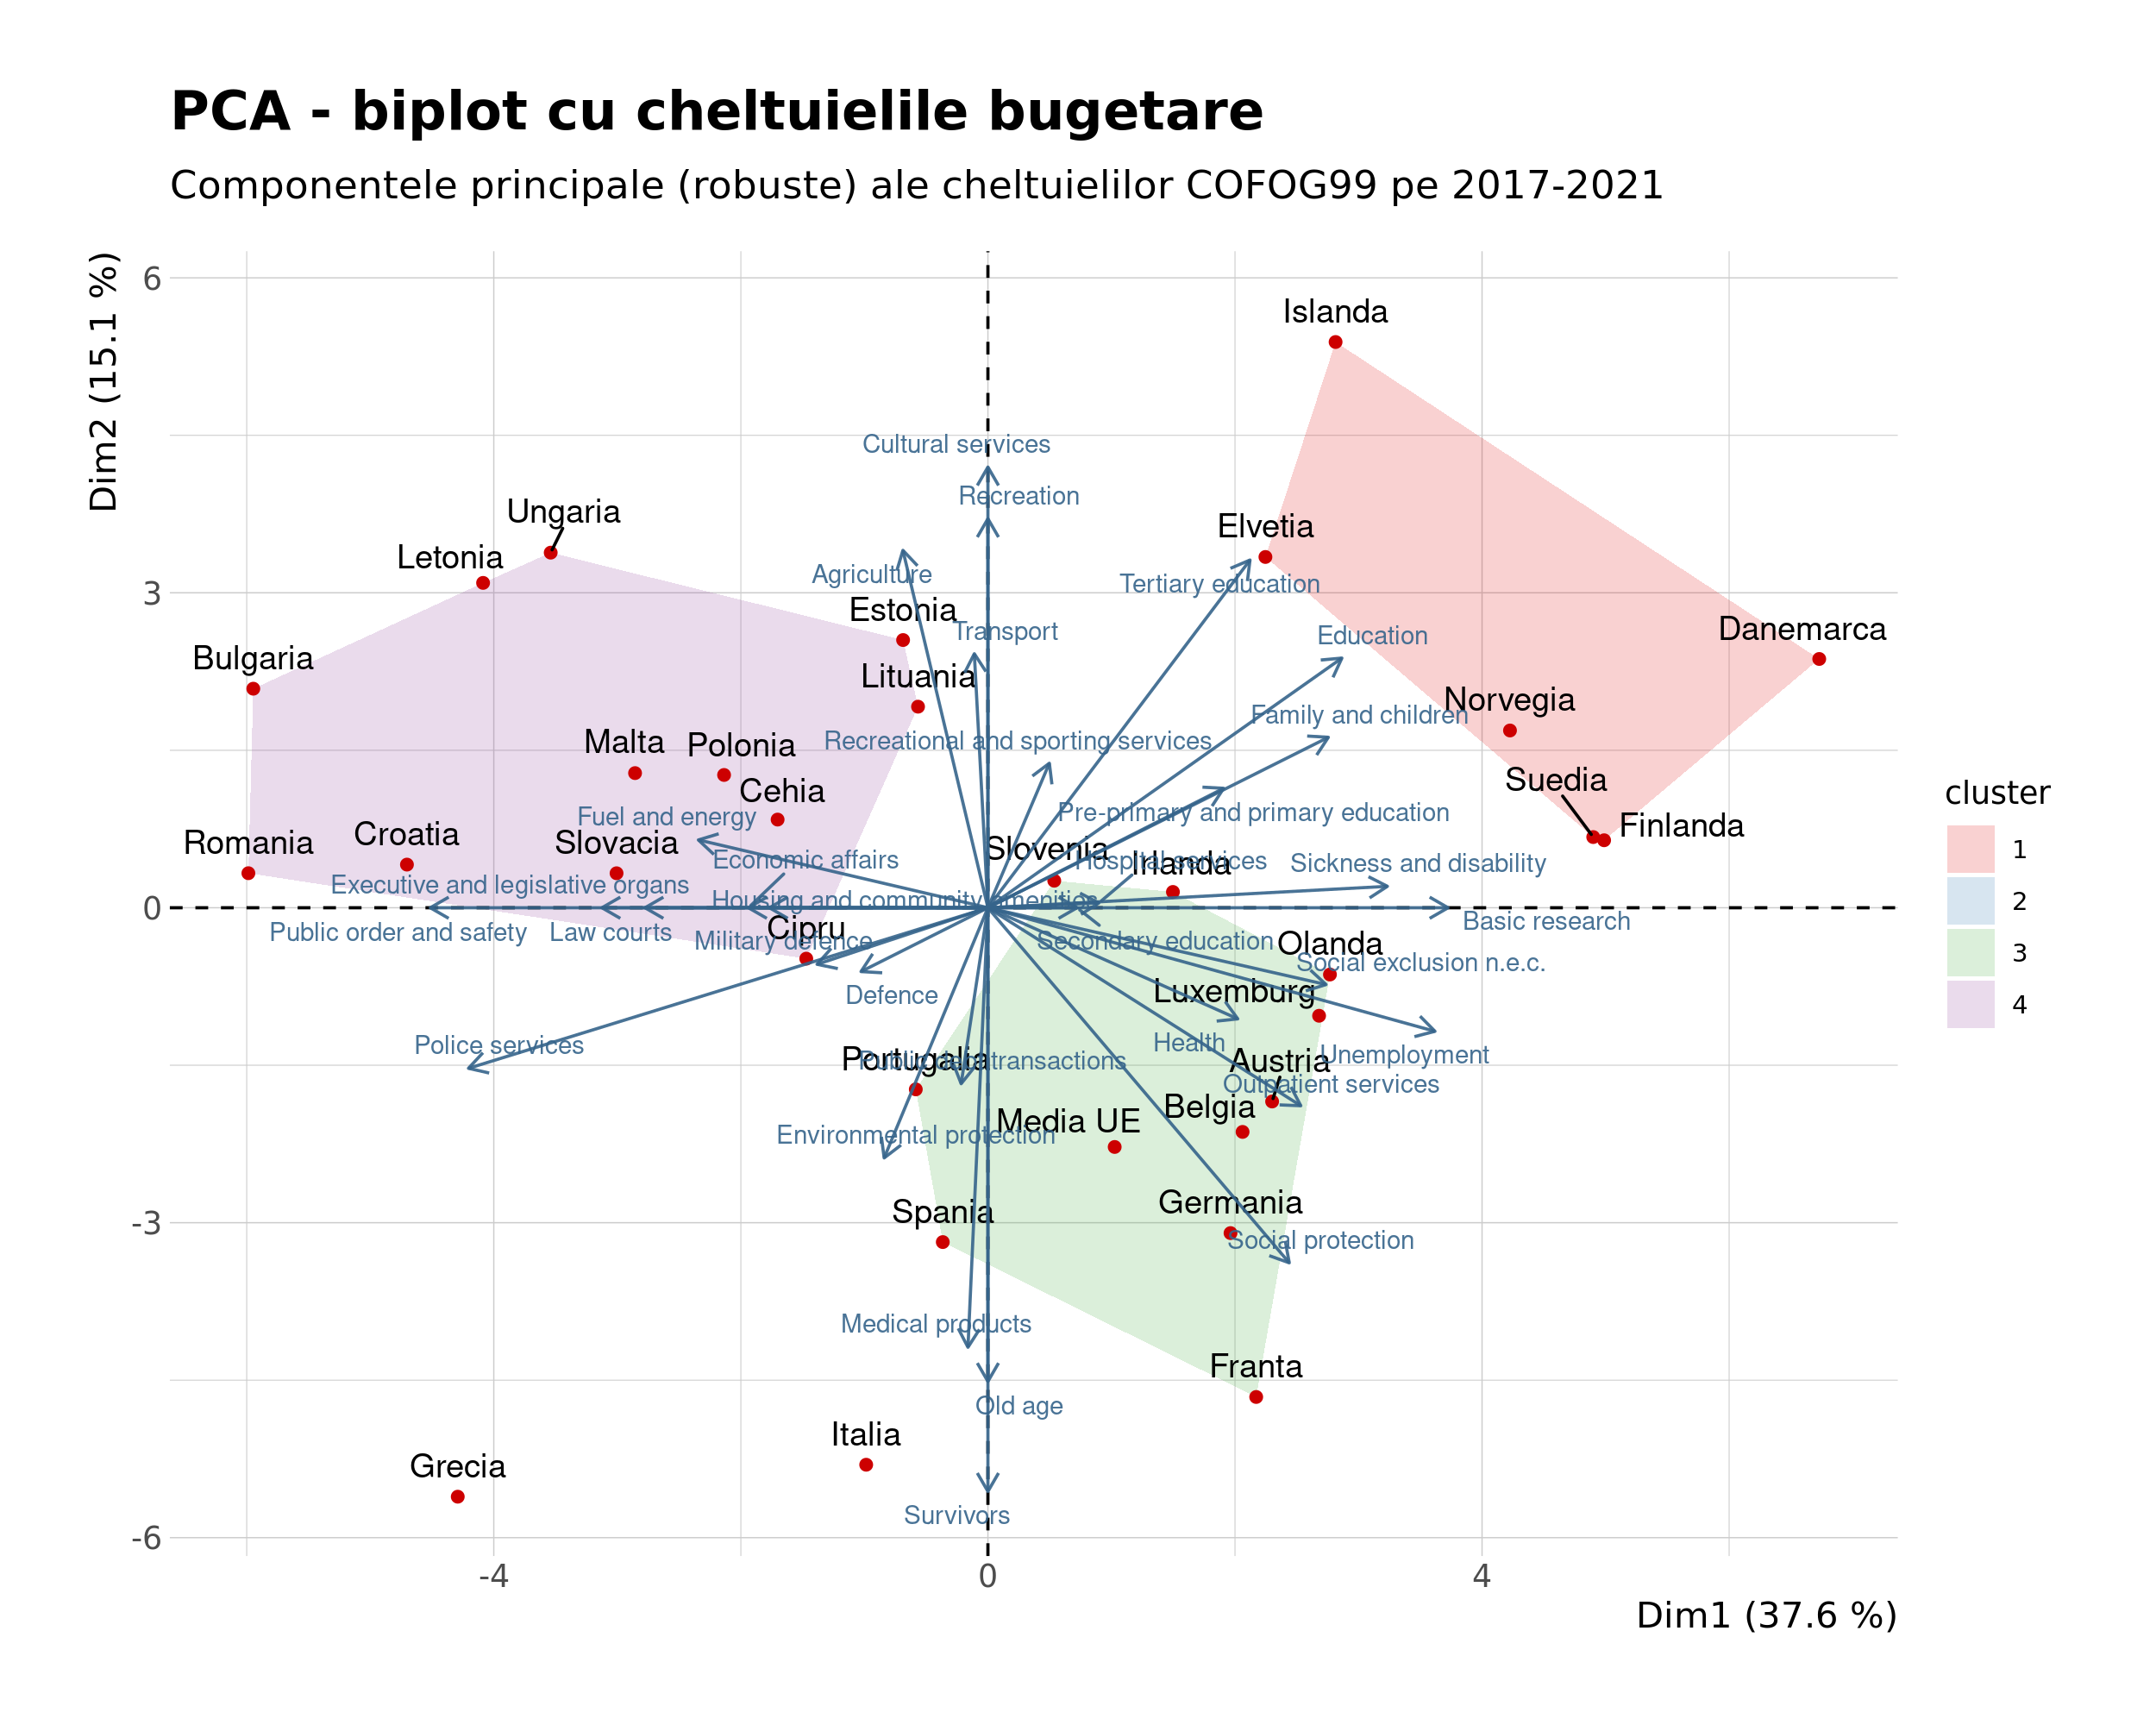 PCA - biplot cu cheltuielile bugetare
Componentele principale (robuste) ale cheltuielilor COFOG99 pe 2017-2021
Dim2 (15.1 %)
6
3
0
-3
-6
Islanda
Cultural services
Recreation
Ungaria
Elvetia
Letonia
Agriculture
Tertiary education
Estonia
Transport
Education
Danemarca
Bulgaria
Lituania
Norvegia
Family and children
Malta
Polonia
Recreational and sporting services
Cehia
Suedia
Fuel and energy
Pre-primary and primary education
Finlanda
Romania
Croatia
Slovacia
Slovenia
Economic affairs
Hospital services
Irlanda
Sickness and disability
Executive and legislative organs
Housing and community amenities
Basic research
Public order and safety
Law courts
Cipru
Military defence
Secondary education
Olanda
Social exclusion n.e.c.
Defence
Luxemburg
Police services
Health
Portugalia
Public debt transactions
Austria
Unemployment
Outpatient services
Belgia
Media UE
Environmental protection
Spania
Germania
Social protection
Medical products
Franta
Old age
Italia
Grecia
Survivors
-4
0
4
Dim1 (37.6 %)
cluster
1
2
3
4